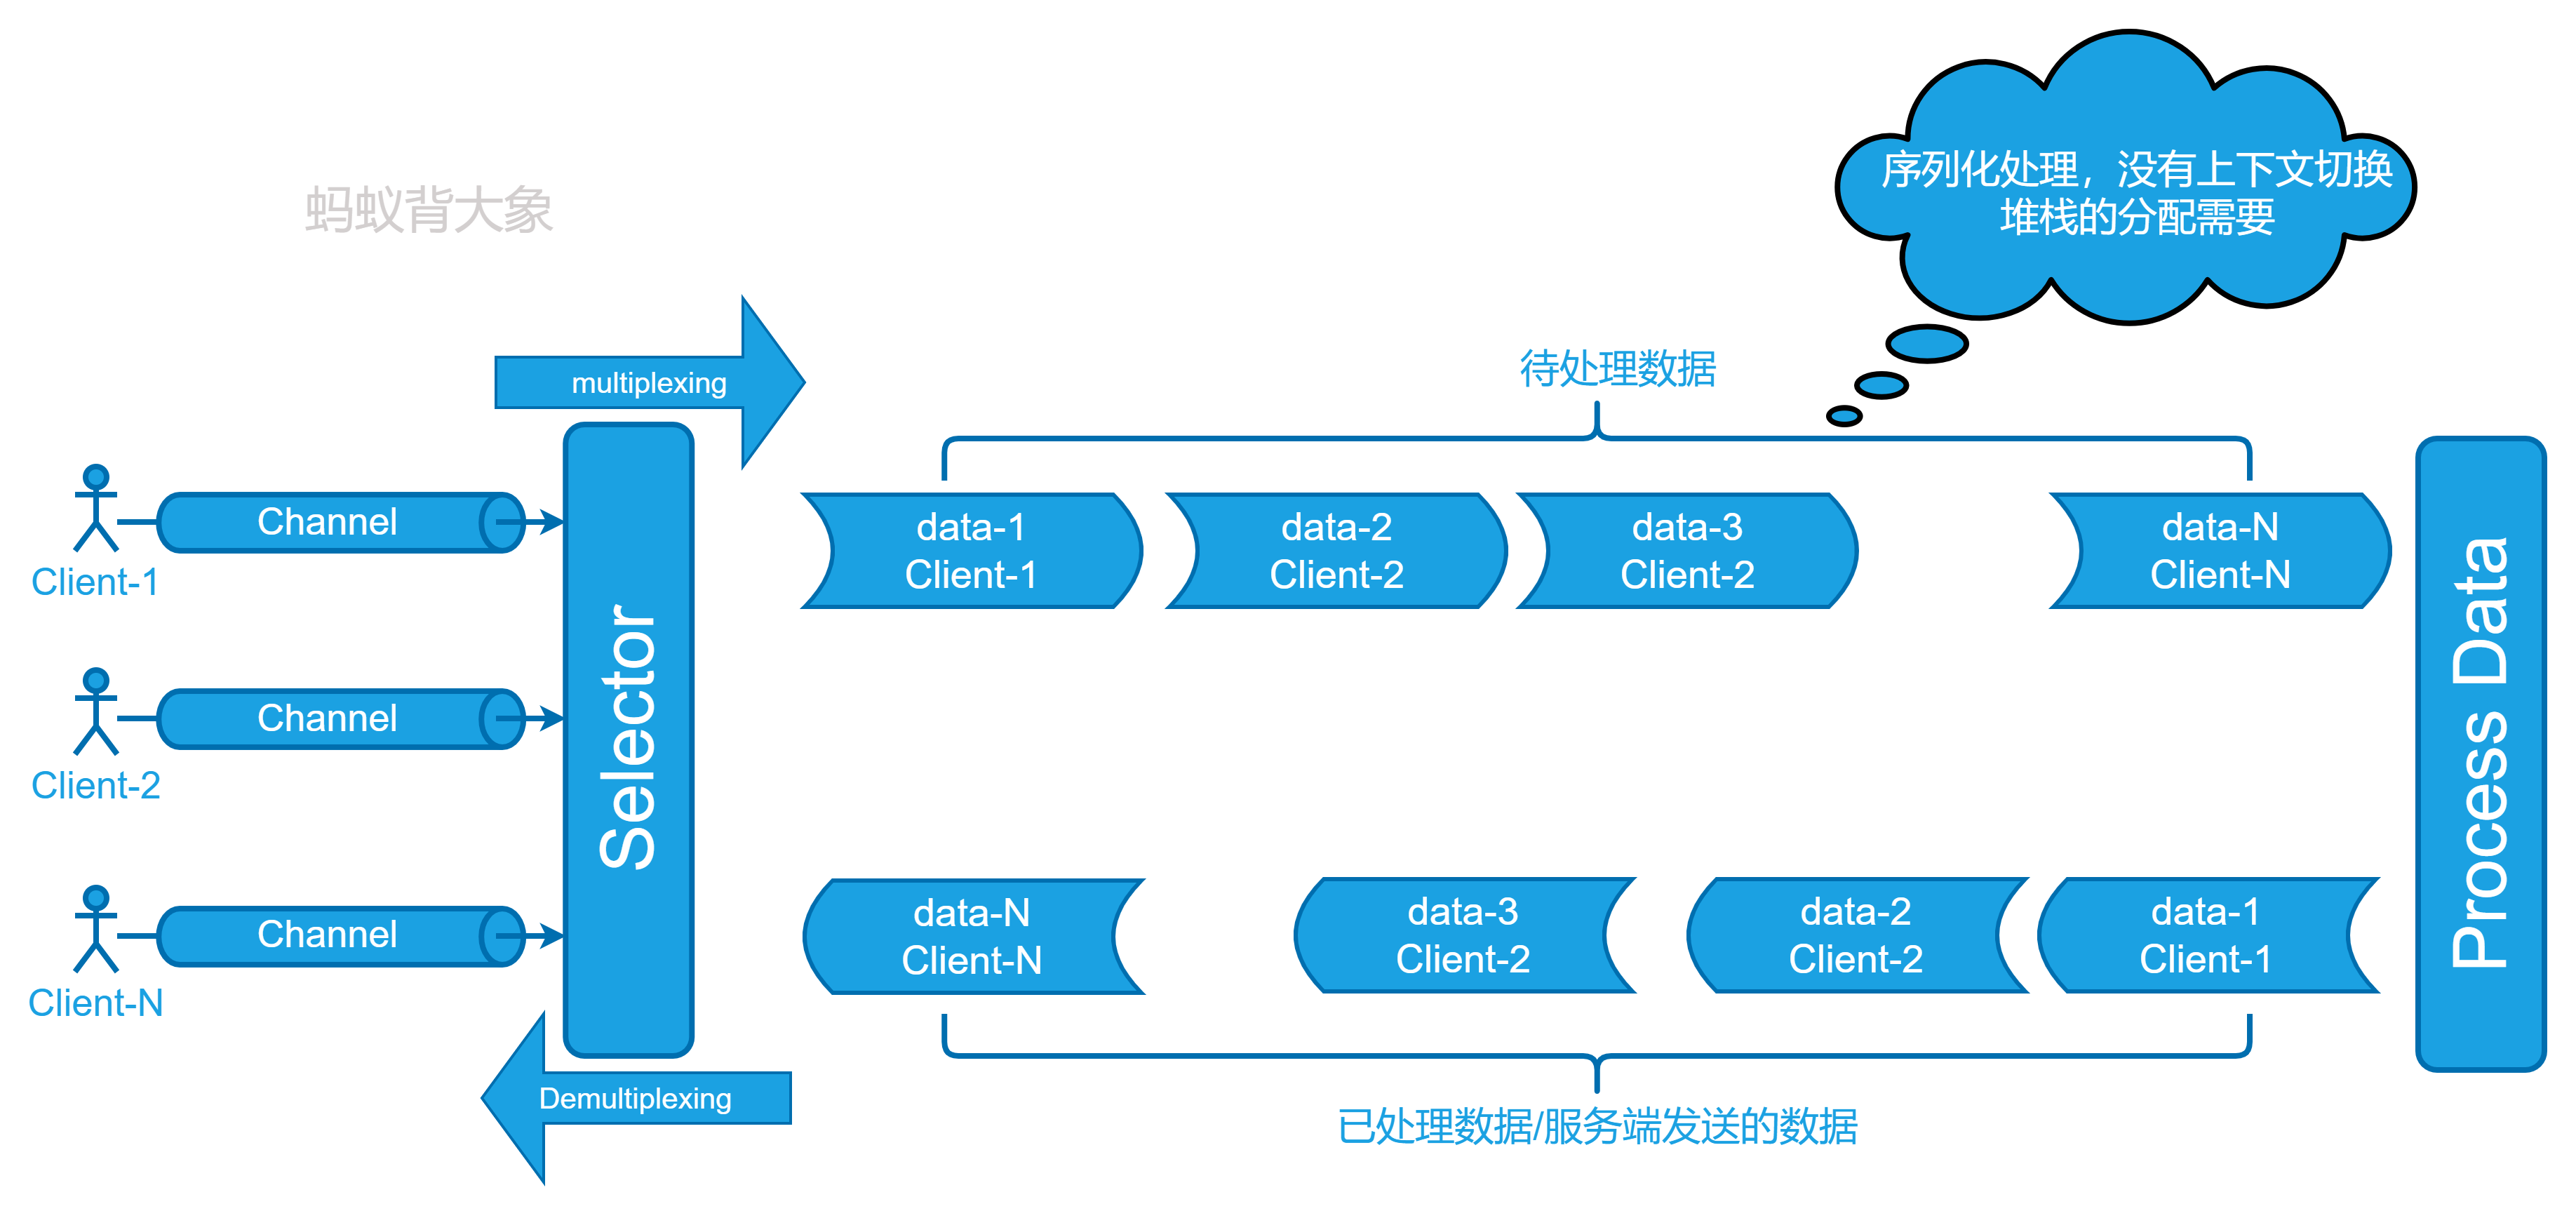 序列化处理，没有上下文切换
堆栈的分配需要
蚂蚁背大象
multiplexing
待处理数据
Channel
Client-1
Channel
Client-2
Channel
Client-N
Selector
data-1
Client-1
data-2
Client-2
data-3
Client-2
data-N
Client-N
data-N
Client-N
data-3
Client-2
data-2
Client-2
data-1
Client-1
Process Data
Demultiplexing
已处理数据/服务端发送的数据